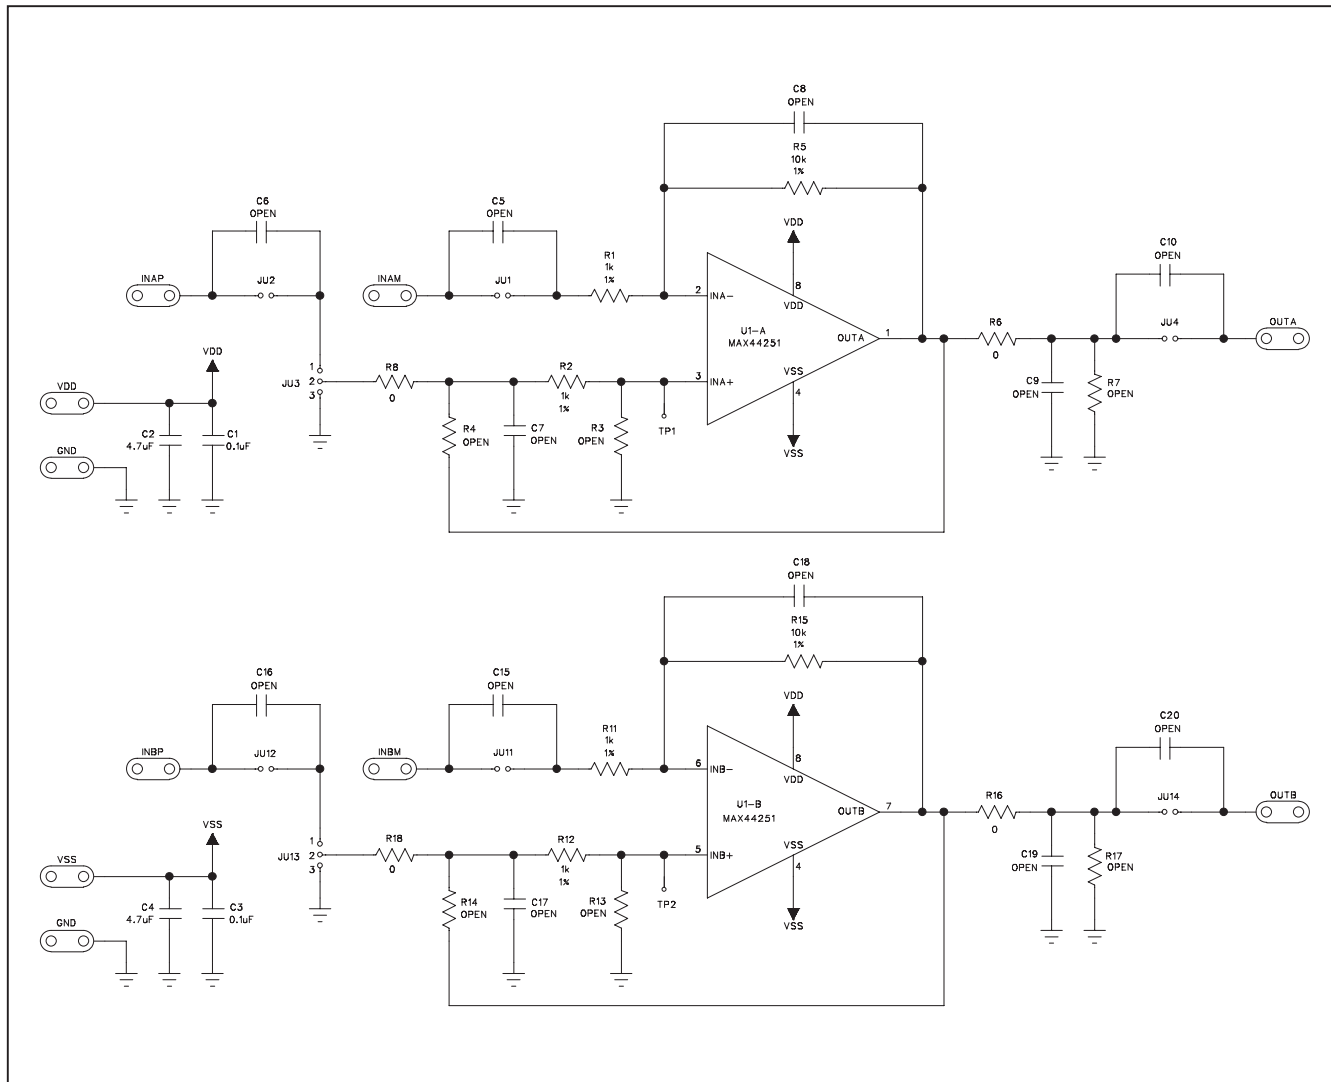 C8
OPEN
R5
10k
1%
C6
OPEN
C5
OPEN
VDD
C10
OPEN
INAP
JU2
INAM
JU1
R1
1k
1%
2
INA-
8
VDD
U1-A
MAX44251
OUTA
1
R6
0
JU4
OUTA
VDD
VDD
1
JU3 2
3
R8
0
R2
1k
1%
3
INA+
VSS
4
C9
OPEN
R7
OPEN
GND
C2
4.7uF
C1
0.1uF
R4
OPEN
C7
OPEN
R3
OPEN
TP1
VSS
C18
OPEN
R15
10k
1%
C16
OPEN
C15
OPEN
VDD
C20
OPEN
INBP
JU12
INBM
JU11
R11
1k
1%
6
INB-
8
VDD
U1-B
MAX44251
OUTB
7
R16
0
JU14
OUTB
VSS
VSS
1
JU13 2
3
R18
0
R12
1k
1%
5
INB+
VSS
4
C19
OPEN
R17
OPEN
GND
C4
4.7uF
C3
0.1uF
R14
OPEN
C17
OPEN
R13
OPEN
TP2
VSS